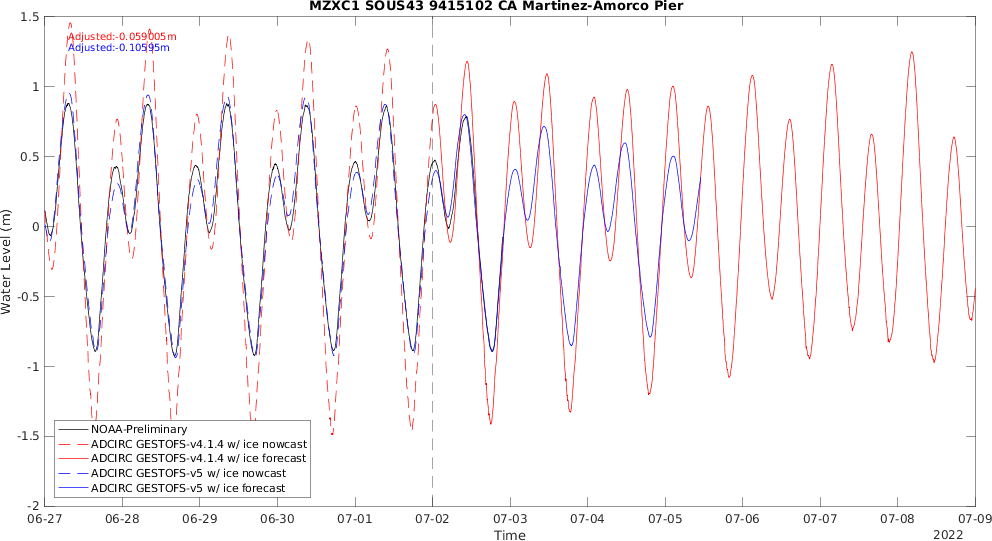 MZXC1 SOUS43 9415102 CA Martinez-Amorco Pier
Adjusted:-0.059005m
Adjusted:-0.10595m
1.5
1
0.5
0
-0.5
-1
-1.5
-2
Water Level (m)
NOAA-Preliminary
ADCIRC GESTOFS-v4.1.4 w/ ice nowcast
ADCIRC GESTOFS-v4.1.4 w/ ice forecast
ADCIRC GESTOFS-v5 w/ ice nowcast
ADCIRC GESTOFS-v5 w/ ice forecast
06-27 06-28 06-29 06-30 07-01 07-02 07-03 07-04 07-05 07-06 07-07 07-08 07-09
Time
2022